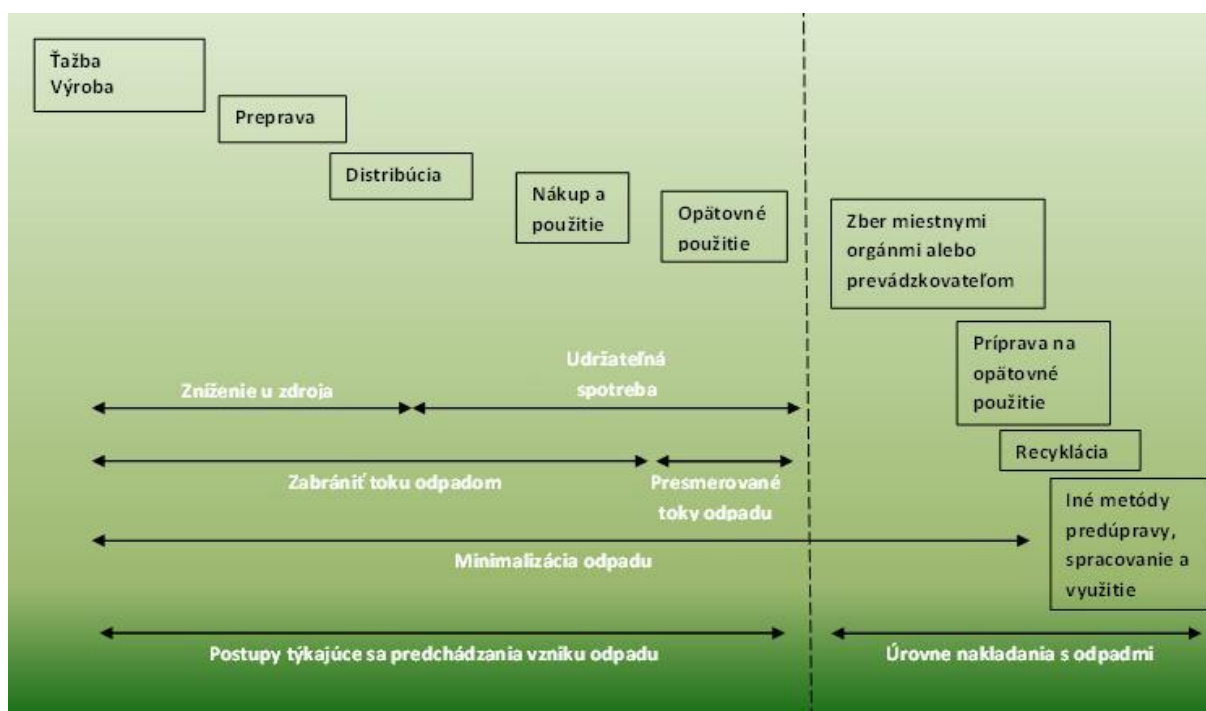 Ťažba
Výroba
Preprava
Distribúcia
Nákup a
použitie
Opätovné
použitie
Zber miestnymi
orgánmi alebo
prevádzkovateľom
Príprava na
opätovné
použitie
Recyklácia
Iné metódy
predúpravy,
spracovanie a
využitie
Zníženie u zdroja
Udržateľná
spotreba
Zabrániť toku odpadom
Presmerované
toky odpadu
Minimalizácia odpadu
Postupy týkajúce sa predchádzania vzniku odpadu
Úrovne nakladania s odpadmi